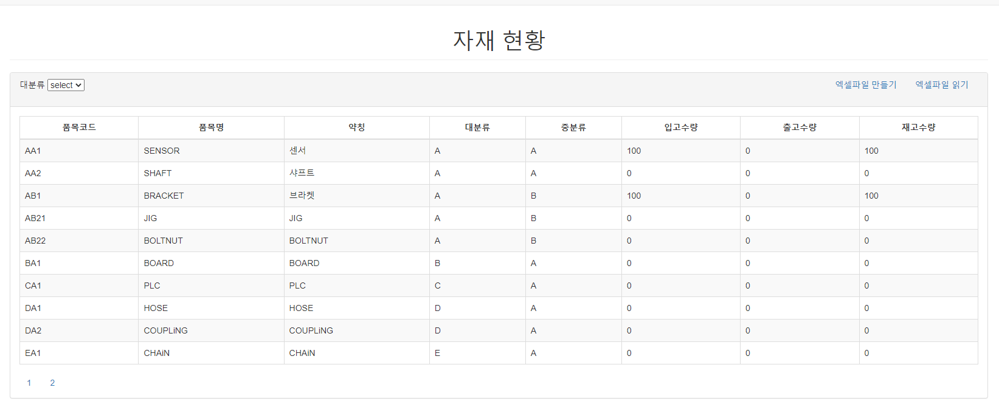 자재 현황
대분류 select 엑셀파일 만들기 엑셀파일 읽기
품목코드 품목명 약칭 대분류 중분류 입고수량 출고수량 재고수량
AA1 SENSOR 센서 A A 100 0 100
AA2 SHAFT 샤프트 A A 0 0 0
AB1 BRACKET 브라켓 A B 100 0 100
AB21 JIG JIG A B 0 0 0
AB22 BOLTNUT BOLTNUT A B 0 0 0
BA1 BOARD BOARD B A 0 0 0
CA1 PLC PLC C A 0 0 0
DA1 HOSE HOSE D A 0 0 0
DA2 COUPLiNG COUPLiNG D A 0 0 0
EA1 CHAiN CHAiN E A 0 0 0
1 2